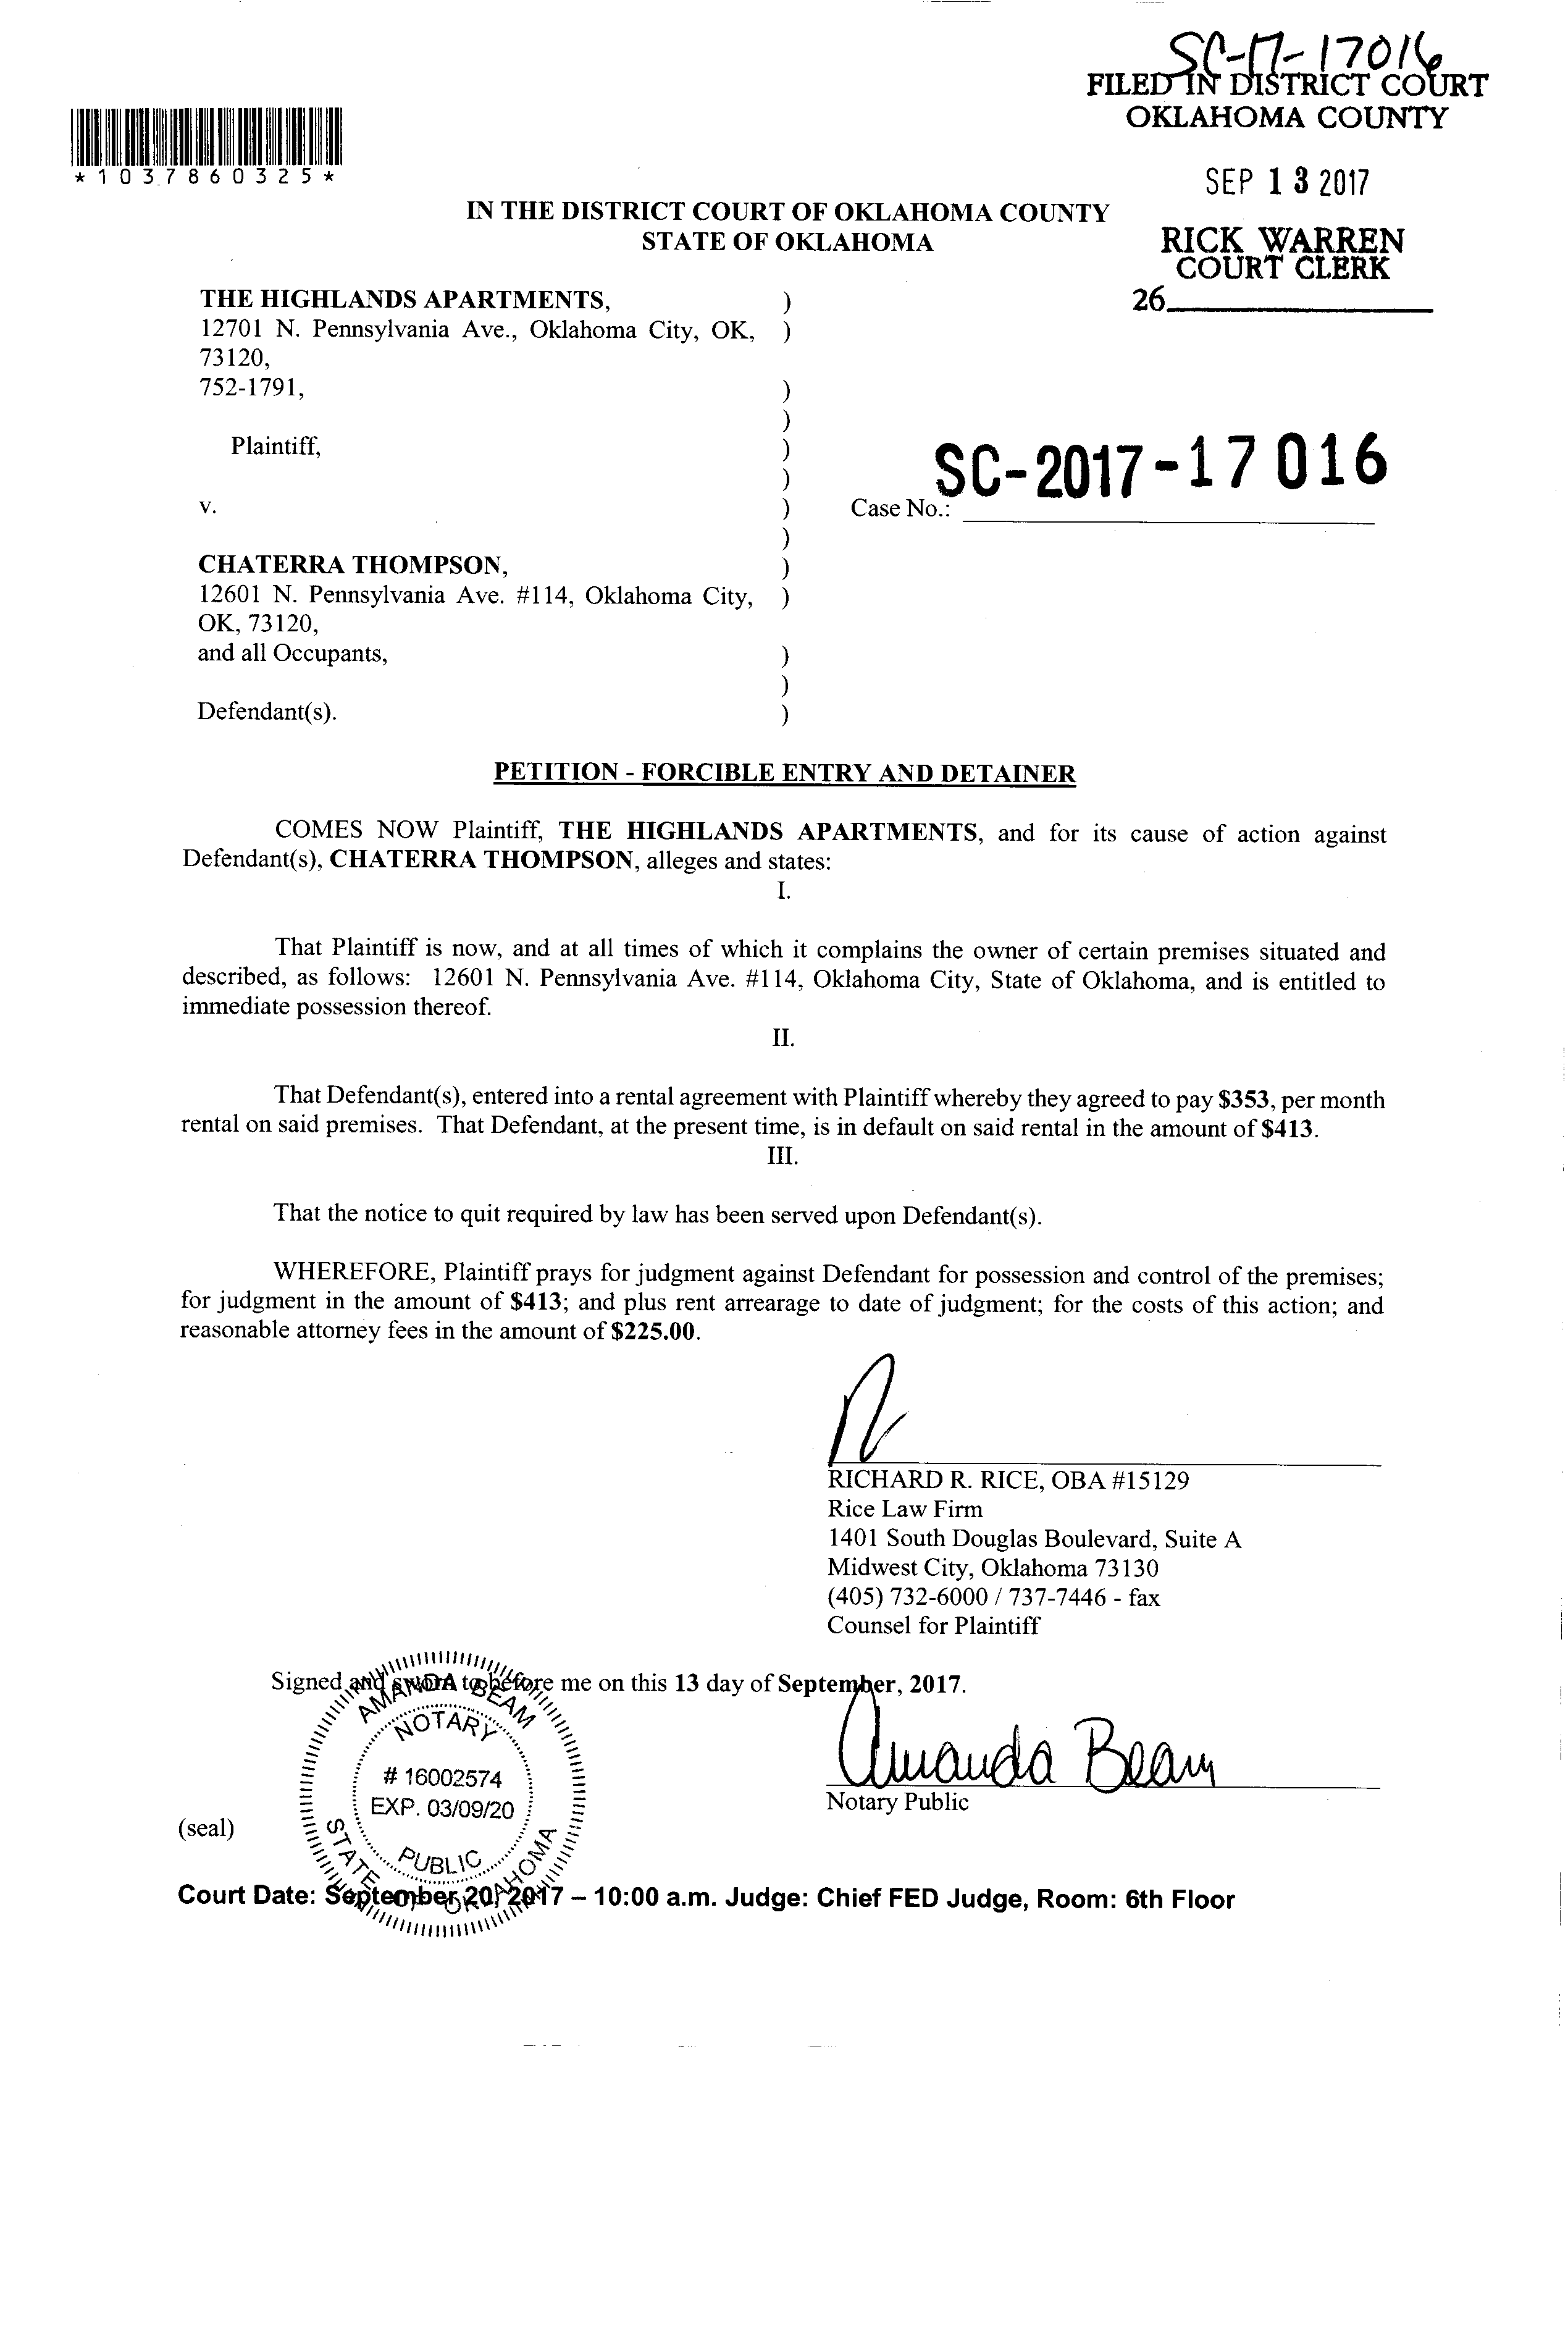 SC-17-17016
FILED IN DISTRICT COURT
OKLAHOMA COUNTY
*1037860325*
SEP 13 2017
IN THE DISTRICT COURT OF OKLAHOMA COUNTY
STATE OF OKLAHOMA
RICK WARREN
COURT CLERK
26
THE HIGHLANDS APARTMENTS, )
12701 N. Pennsylvania Ave., Oklahoma City, OK, )
73120,
752-1791, )
)
Plaintiff, )
)
SC-2017-17016
v. ) Case No.:
)
CHATERRA THOMPSON, )
12601 N. Pennsylvania Ave. #114, Oklahoma City, )
OK, 73120,
and all Occupants, )
)
Defendant(s). )
PETITION - FORCIBLE ENTRY AND DETAINER
COMES NOW Plaintiff, THE HIGHLANDS APARTMENTS, and for its cause of action against
Defendant(s), CHATERRA THOMPSON, alleges and states:
I.
That Plaintiff is now, and at all times of which it complains the owner of certain premises situated and
described, as follows: 12601 N. Pennsylvania Ave. #114, Oklahoma City, State of Oklahoma, and is entitled to
immediate possession thereof.
II.
That Defendant(s), entered into a rental agreement with Plaintiff whereby they agreed to pay $353, per month
rental on said premises. That Defendant, at the present time, is in default on said rental in the amount of $413.
III.
That the notice to quit required by law has been served upon Defendant(s).
WHEREFORE, Plaintiff prays for judgment against Defendant for possession and control of the premises;
for judgment in the amount of $413; and plus rent arrearage to date of judgment; for the costs of this action; and
reasonable attorney fees in the amount of $225.00.
RICHARD R. RICE, OBA #15129
Rice Law Firm
1401 South Douglas Boulevard, Suite A
Midwest City, Oklahoma 73130
(405) 732-6000 / 737-7446 - fax
Counsel for Plaintiff
Signed and sworn to before me on this 13 day of September, 2017.
AMANDA BEAM
NOTARY
# 16002574
EXP. 03/09/20
PUBLIC
STATE OF OKLAHOMA
Amanda Beam
Notary Public
(seal)
Court Date: September 20, 2017 – 10:00 a.m. Judge: Chief FED Judge, Room: 6th Floor